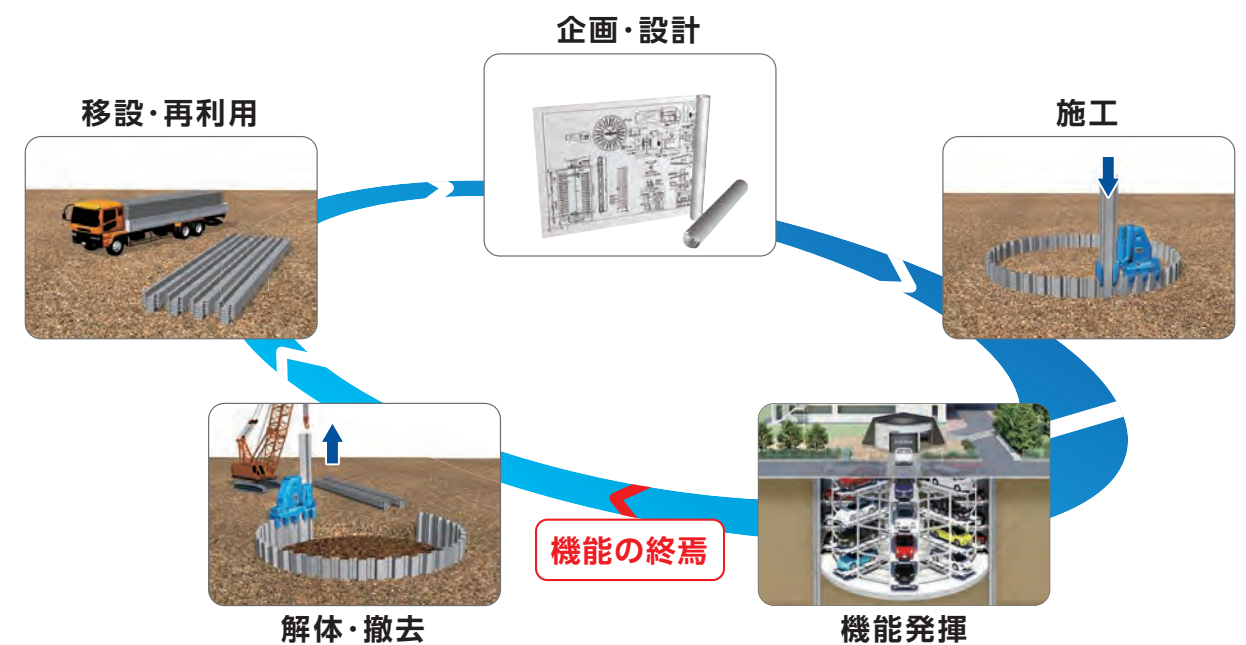 企画・設計
移設・再利用
施工
機能の終焉
解体・撤去
機能発揮